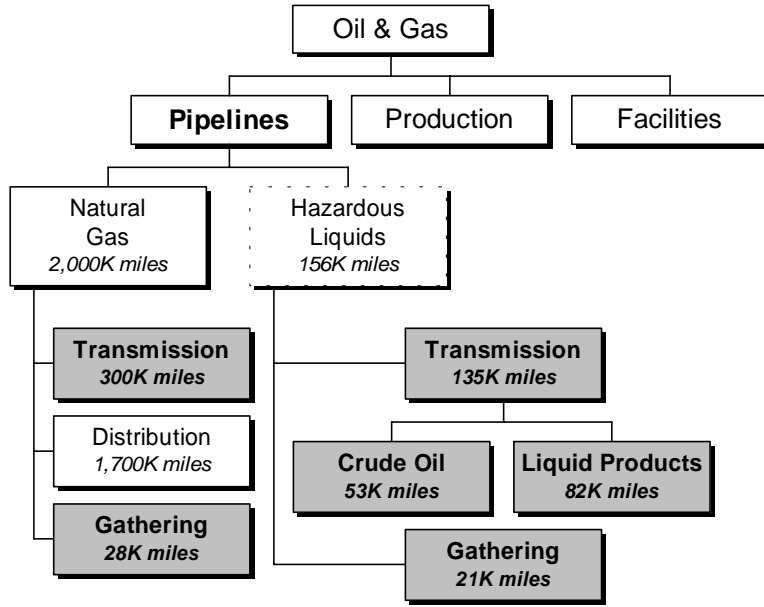 Oil & Gas
Pipelines
Production
Facilities
Natural
Gas
2,000K miles
Hazardous
Liquids
156K miles
Transmission
300K miles
Distribution
1,700K miles
Gathering
28K miles
Transmission
135K miles
Crude Oil
53K miles
Liquid Products
82K miles
Gathering
21K miles